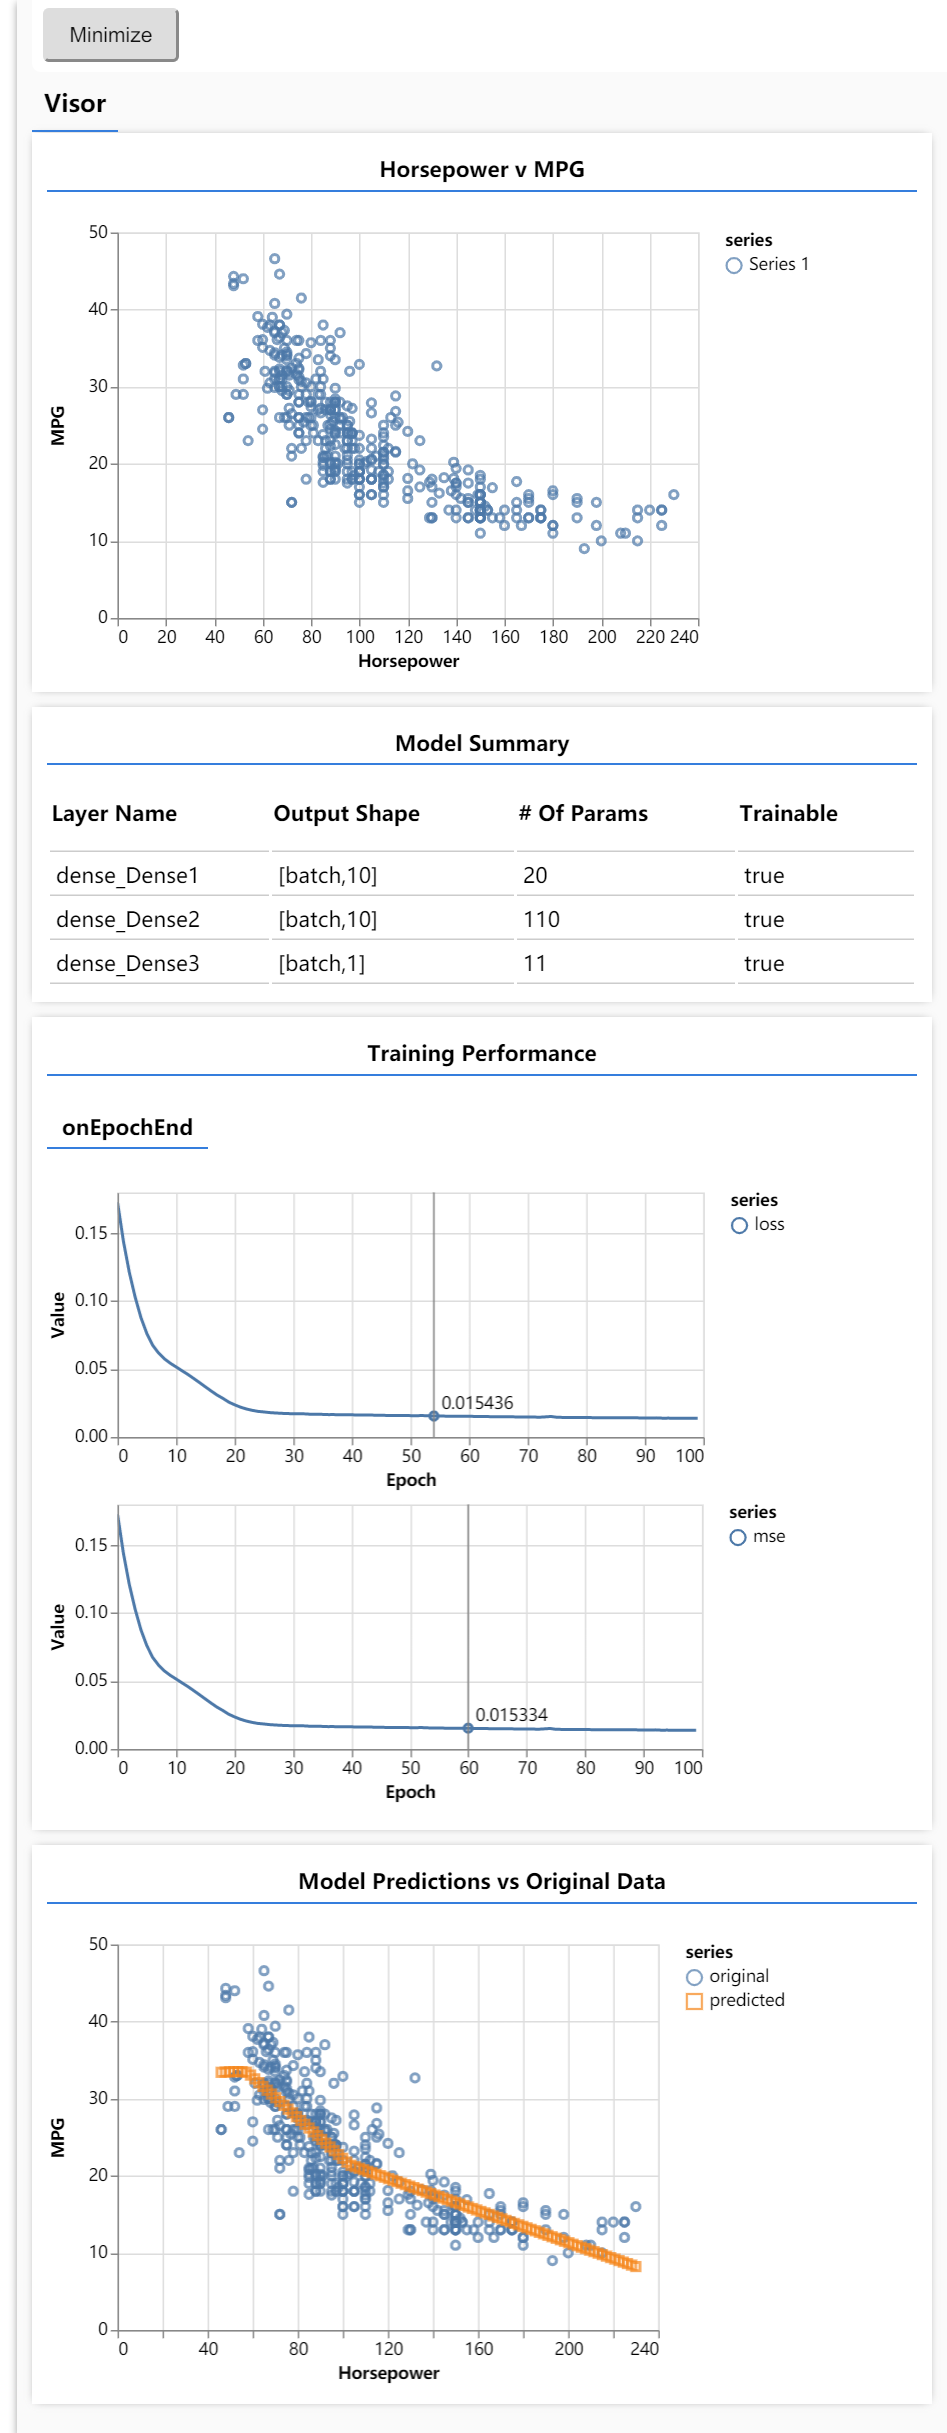 Minimize
Visor
Horsepower v MPG
50
40
30
20
10
0
MPG
0 20 40 60 80 100 120 140 160 180 200 220 240
Horsepower
series
Series 1
Model Summary
Layer Name Output Shape # Of Params Trainable
dense_Dense1 [batch,10] 20 true
dense_Dense2 [batch,10] 110 true
dense_Dense3 [batch,1] 11 true
Training Performance
onEpochEnd
0.15
0.10
0.05
0.00
Value
0.015436
0 10 20 30 40 50 60 70 80 90 100
Epoch
series
loss
0.15
0.10
0.05
0.00
Value
0.015334
0 10 20 30 40 50 60 70 80 90 100
Epoch
series
mse
Model Predictions vs Original Data
50
40
30
20
10
0
MPG
0 40 80 120 160 200 240
Horsepower
series
original
predicted